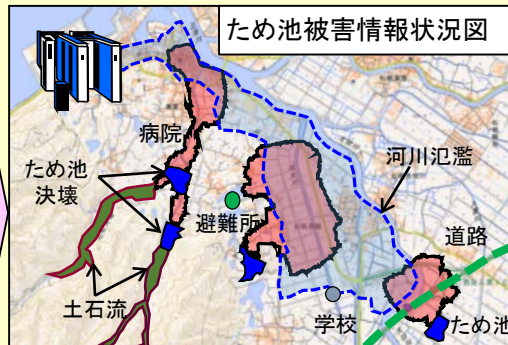 ため池被害情報状況図
病院
ため池
決壊
河川氾濫
避難所
道路
土石流
学校
ため池